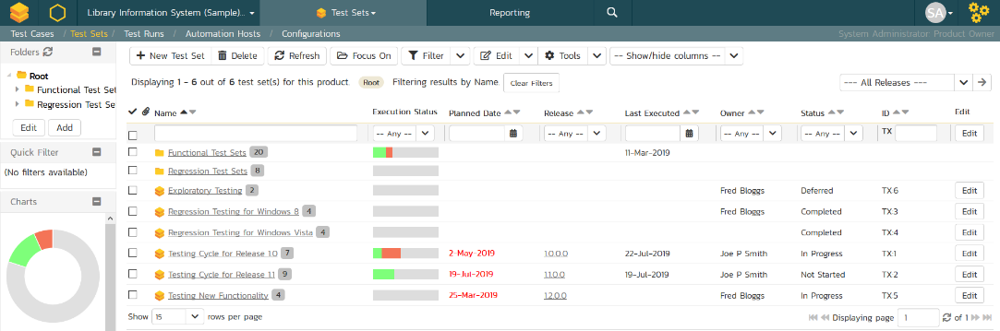 Library Information System (Sample)... Test Sets Reporting SA
Test Cases / Test Sets / Test Runs / Automation Hosts / Configurations System Administrator Product Owner
Folders
Root
Functional Test Set
Regression Test Se
Edit Add
Quick Filter
(No filters available)
Charts
New Test Set Delete Refresh Focus On Filter Edit Tools -- Show/hide columns --
Displaying 1 - 6 out of 6 test set(s) for this product. Root Filtering results by Name. Clear Filters --- All Releases ---
Name Execution Status Planned Date Release Last Executed Owner Status ID Edit
-- Any -- -- Any -- -- Any -- -- Any -- TX Edit
Functional Test Sets 20 11-Mar-2019
Regression Test Sets 8
Exploratory Testing 2 Fred Bloggs Deferred TX:6 Edit
Regression Testing for Windows 8 4 Fred Bloggs Completed TX:3 Edit
Regression Testing for Windows Vista 4 Completed TX:4 Edit
Testing Cycle for Release 1.0 7 2-May-2019 1.0.0.0 22-Jul-2019 Joe P Smith In Progress TX:1 Edit
Testing Cycle for Release 1.1 9 19-Jul-2019 1.1.0.0 19-Jul-2019 Joe P Smith Not Started TX:2 Edit
Testing New Functionality 4 25-Mar-2019 1.2.0.0 Fred Bloggs In Progress TX:5 Edit
Show 15 rows per page Displaying page 1 of 1